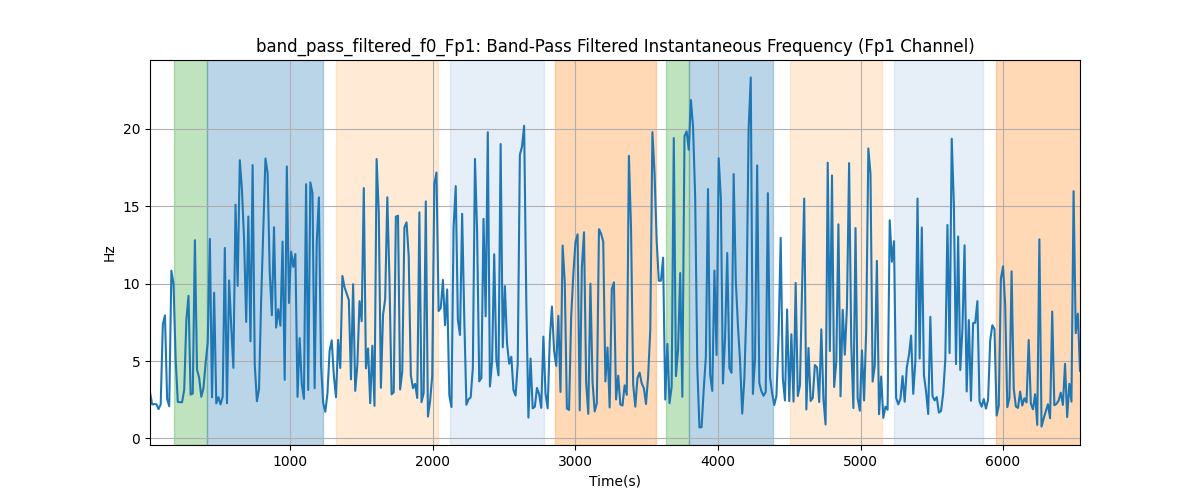 band_pass_filtered_f0_Fp1: Band-Pass Filtered Instantaneous Frequency (Fp1 Channel)
20
15
10
5
0
Hz
1000 2000 3000 4000 5000 6000
Time(s)